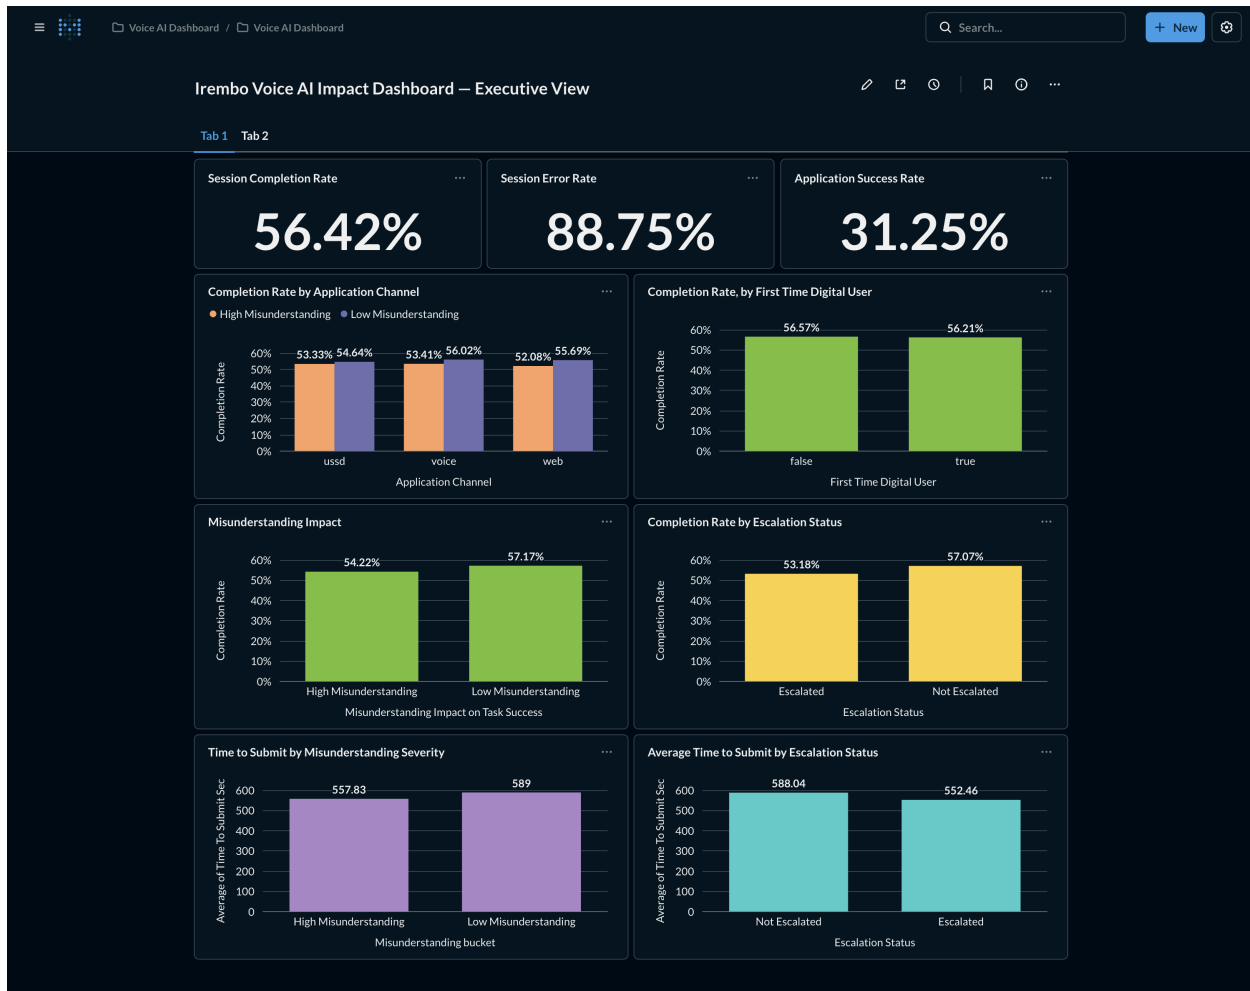 Voice AI Dashboard / Voice AI Dashboard
Search...
+ New
Irembo Voice AI Impact Dashboard — Executive View
Tab 1 Tab 2
Session Completion Rate
56.42%
Session Error Rate
88.75%
Application Success Rate
31.25%
Completion Rate by Application Channel
High Misunderstanding Low Misunderstanding
Completion Rate
60%
50%
40%
30%
20%
10%
0%
53.33% 54.64% 53.41% 56.02% 52.08% 55.69%
ussd voice web
Application Channel
Completion Rate, by First Time Digital User
Completion Rate
60%
50%
40%
30%
20%
10%
0%
56.57% 56.21%
false true
First Time Digital User
Misunderstanding Impact
Completion Rate
60%
50%
40%
30%
20%
10%
0%
54.22% 57.17%
High Misunderstanding Low Misunderstanding
Misunderstanding Impact on Task Success
Completion Rate by Escalation Status
Completion Rate
60%
50%
40%
30%
20%
10%
0%
53.18% 57.07%
Escalated Not Escalated
Escalation Status
Time to Submit by Misunderstanding Severity
Average of Time To Submit Sec
600
500
400
300
200
100
0
557.83 589
High Misunderstanding Low Misunderstanding
Misunderstanding bucket
Average Time to Submit by Escalation Status
Average of Time To Submit Sec
600
500
400
300
200
100
0
588.04 552.46
Not Escalated Escalated
Escalation Status